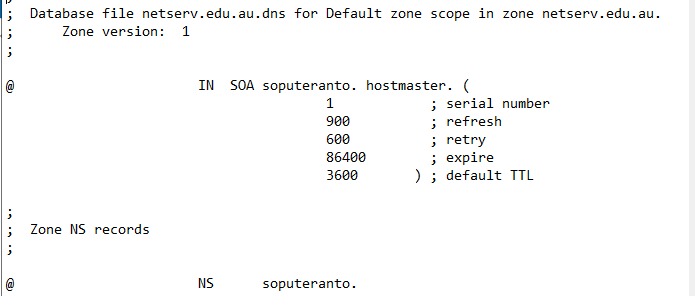 ;  Database file netserv.edu.au.dns for Default zone scope in zone netserv.edu.au.
;      Zone version:  1
;
@                       IN  SOA soputeranto. hostmaster. (
                                        1            ; serial number
                                        900          ; refresh
                                        600          ; retry
                                        86400        ; expire
                                        3600       ) ; default TTL
;
;  Zone NS records
;
@                       NS      soputeranto.